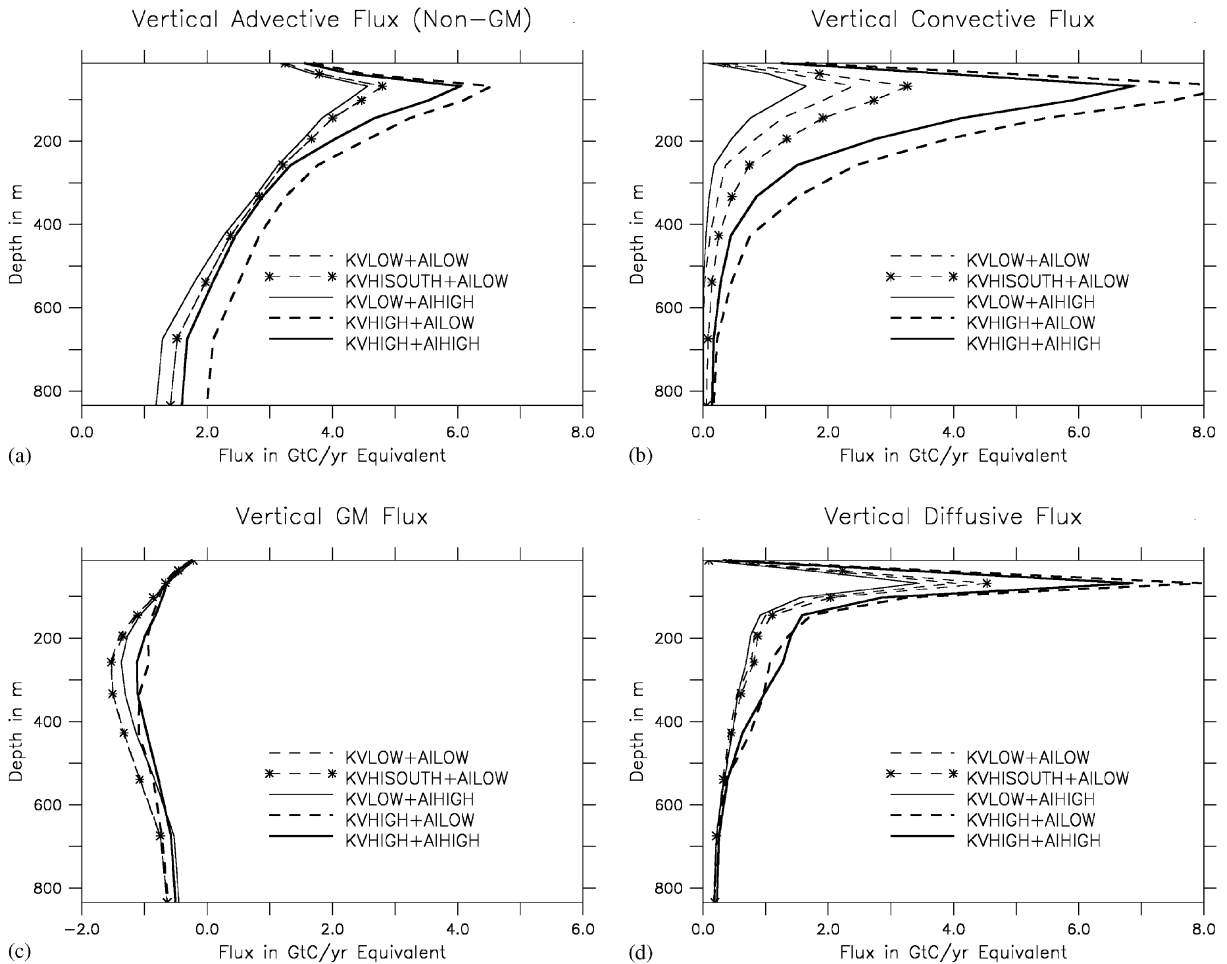 Vertical Advective Flux (Non-GM)
Depth in m
200
400
600
800
KVLOW+AILOW
KVHISOUTH+AILOW
KVLOW+AIHIGH
KVHIGH+AILOW
KVHIGH+AIHIGH
0.0 2.0 4.0 6.0 8.0
(a) Flux in GtC/yr Equivalent
Vertical Convective Flux
Depth in m
200
400
600
800
KVLOW+AILOW
KVHISOUTH+AILOW
KVLOW+AIHIGH
KVHIGH+AILOW
KVHIGH+AIHIGH
0.0 2.0 4.0 6.0 8.0
(b) Flux in GtC/yr Equivalent
Vertical GM Flux
Depth in m
200
400
600
800
KVLOW+AILOW
KVHISOUTH+AILOW
KVLOW+AIHIGH
KVHIGH+AILOW
KVHIGH+AIHIGH
-2.0 0.0 2.0 4.0 6.0
(c) Flux in GtC/yr Equivalent
Vertical Diffusive Flux
Depth in m
200
400
600
800
KVLOW+AILOW
KVHISOUTH+AILOW
KVLOW+AIHIGH
KVHIGH+AILOW
KVHIGH+AIHIGH
0.0 2.0 4.0 6.0 8.0
(d) Flux in GtC/yr Equivalent